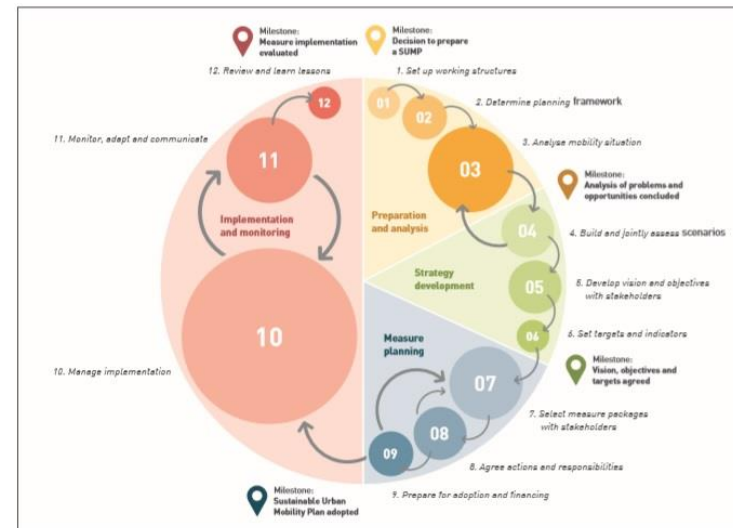 Milestone:
Measure implementation
evaluated
Milestone:
Decision to prepare
a SUMP
12. Review and learn lessons
1. Set up working structures
12
01
02
2. Determine planning framework
11. Monitor, adapt and communicate
11
03
3. Analyse mobility situation
Milestone:
Analysis of problems and
opportunities concluded
Implementation
and monitoring
Preparation
and analysis
04
4. Build and jointly assess scenarios
Strategy
development
05
5. Develop vision and objectives
with stakeholders
06
6. Set targets and indicators
10
Measure
planning
Milestone:
Vision, objectives and
targets agreed
10. Manage implementation
07
7. Select measure packages
with stakeholders
08
09
8. Agree actions and responsibilities
9. Prepare for adoption and financing
Milestone:
Sustainable Urban
Mobility Plan adopted